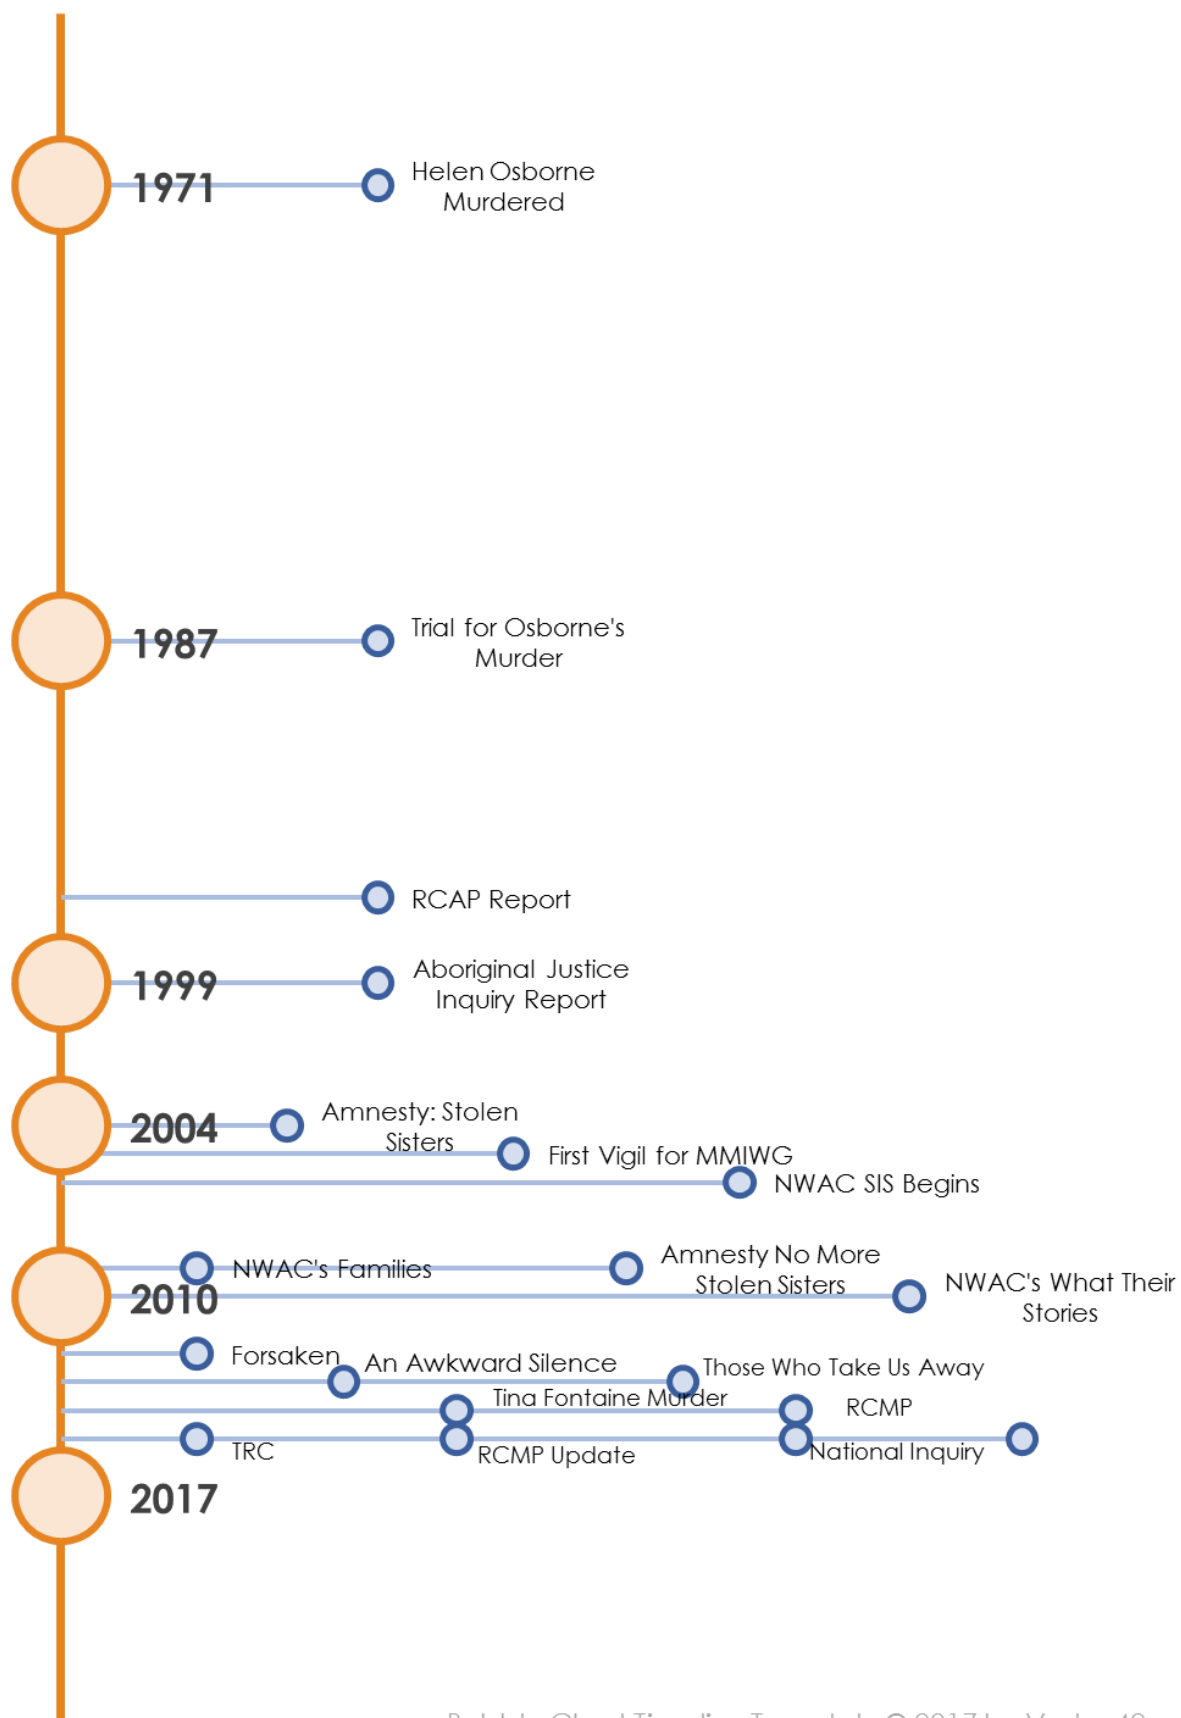 1971
Helen Osborne
Murdered
1987
Trial for Osborne's
Murder
RCAP Report
1999
Aboriginal Justice
Inquiry Report
2004
Amnesty: Stolen
Sisters
First Vigil for MMIWG
NWAC SIS Begins
NWAC's Families
Amnesty No More
Stolen Sisters
2010
NWAC's What Their
Stories
Forsaken
An Awkward Silence
Those Who Take Us Away
Tina Fontaine Murder
RCMP
TRC
RCMP Update
National Inquiry
2017